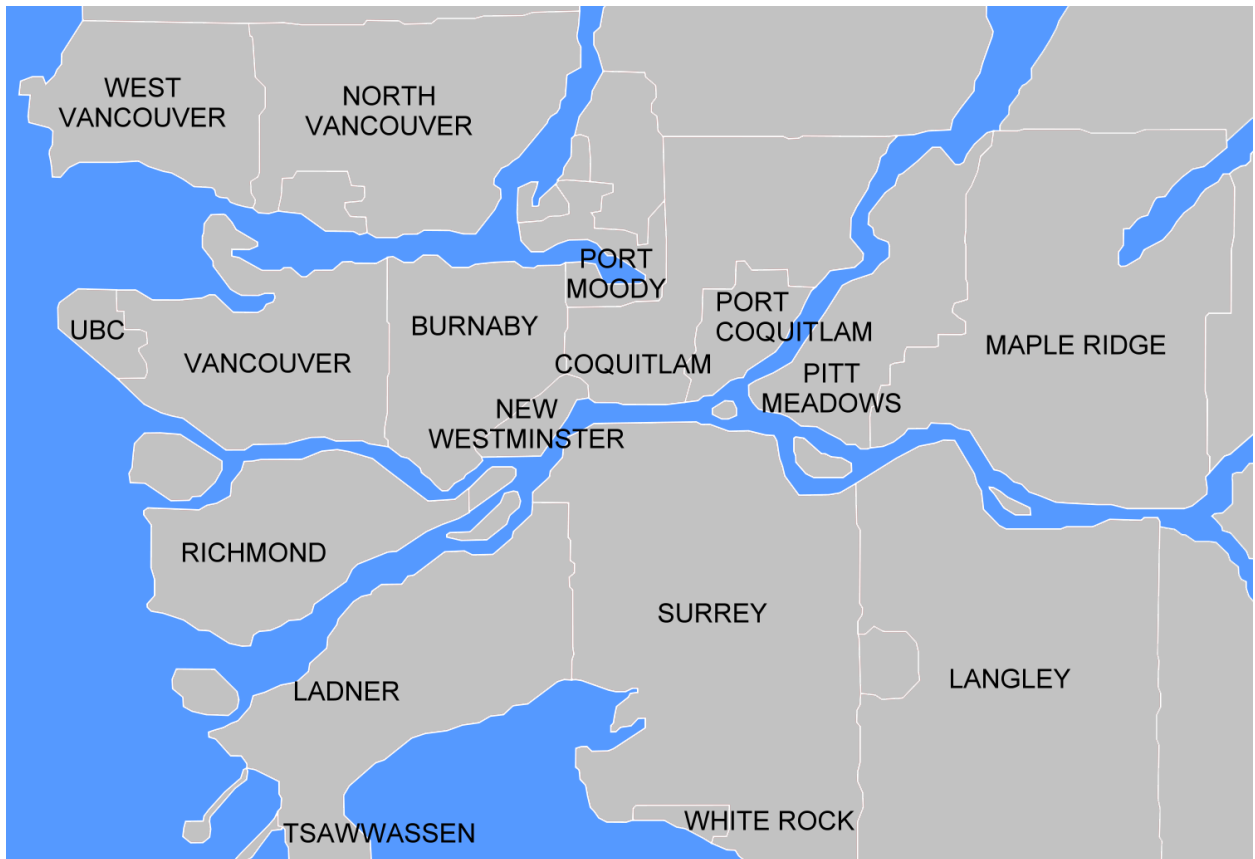 WEST
VANCOUVER
NORTH
VANCOUVER
PORT
MOODY
UBC
VANCOUVER
BURNABY
COQUITLAM
PORT
COQUITLAM
MAPLE RIDGE
PITT
MEADOWS
NEW
WESTMINSTER
RICHMOND
SURREY
LADNER
LANGLEY
TSAWWASSEN
WHITE ROCK